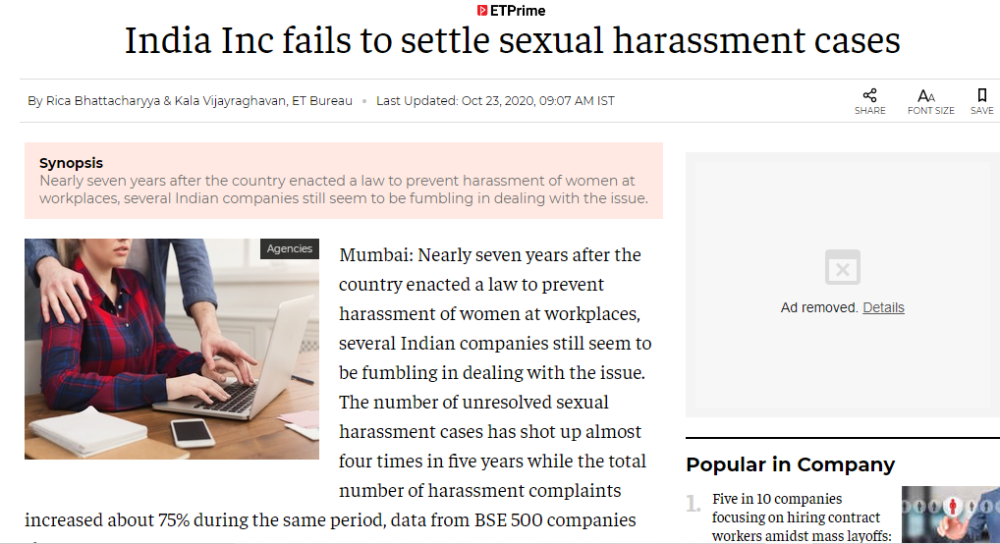 ETPrime
India Inc fails to settle sexual harassment cases
By Rica Bhattacharyya & Kala Vijayraghavan, ET Bureau • Last Updated: Oct 23, 2020, 09:07 AM IST
SHARE
FONT SIZE
SAVE
Synopsis
Nearly seven years after the country enacted a law to prevent harassment of women at
workplaces, several Indian companies still seem to be fumbling in dealing with the issue.
Agencies
Mumbai: Nearly seven years after the
country enacted a law to prevent
harassment of women at workplaces,
several Indian companies still seem to
be fumbling in dealing with the issue.
The number of unresolved sexual
harassment cases has shot up almost
four times in five years while the total
number of harassment complaints
increased about 75% during the same period, data from BSE 500 companies
Ad removed. Details
Popular in Company
1. Five in 10 companies
focusing on hiring contract
workers amidst mass layoffs: